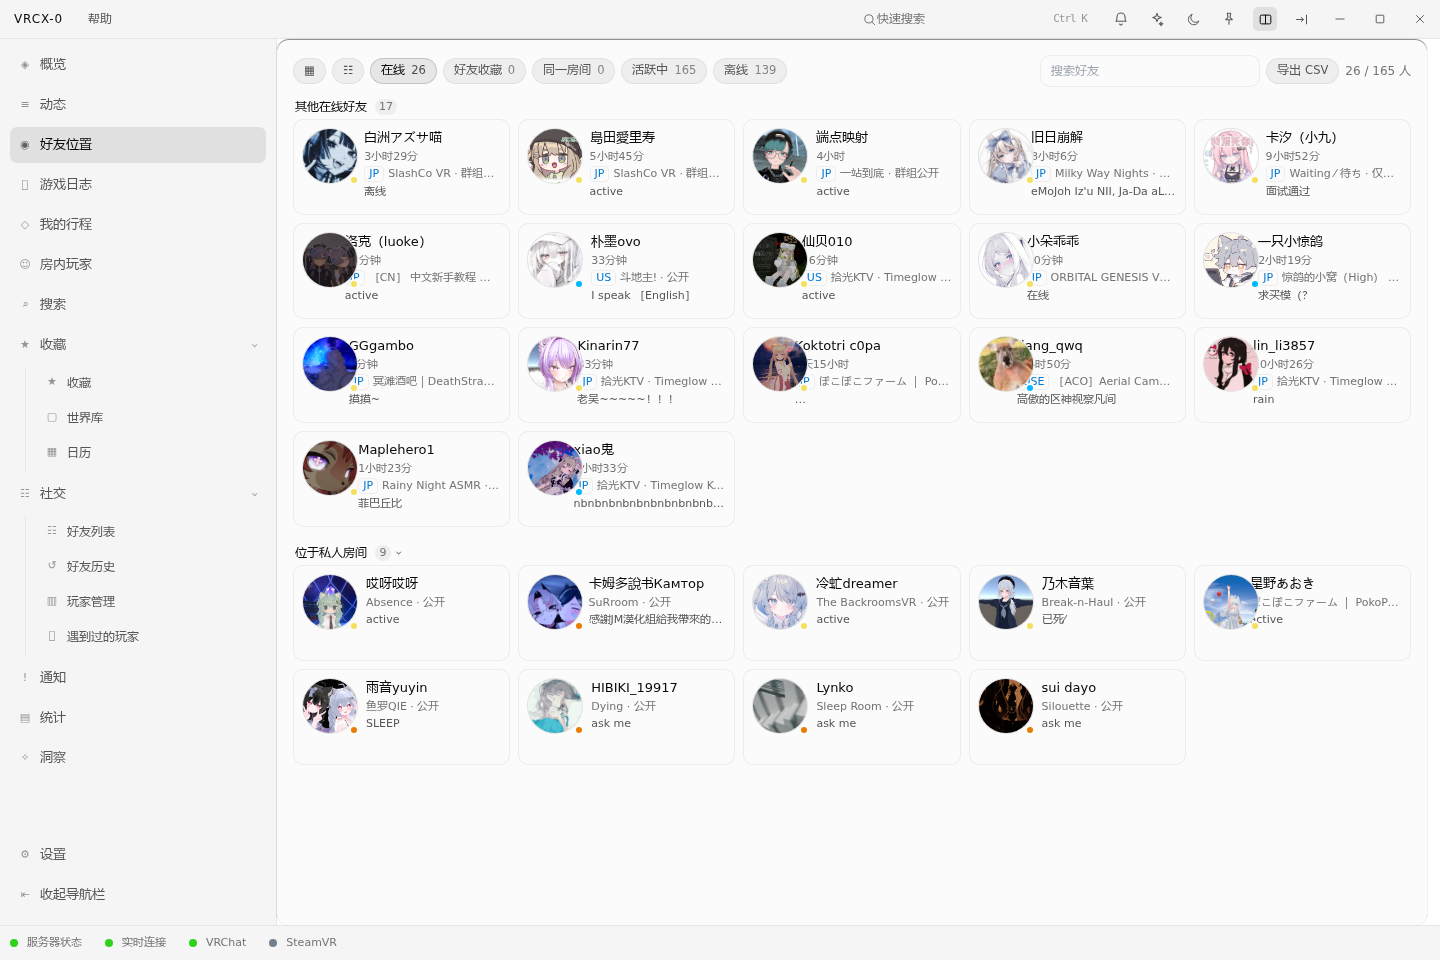 VRCX-0 帮助 快速搜索 Ctrl K
概览
动态
好友位置
游戏日志
我的行程
房内玩家
搜索
收藏
收藏
世界库
日历
社交
好友列表
好友历史
玩家管理
遇到过的玩家
通知
统计
洞察
设置
收起导航栏
在线 26 好友收藏 0 同一房间 0 活跃中 165 离线 139 搜索好友 导出 CSV 26 / 165 人
其他在线好友 17
白洲アズサ喵
3小时29分
JP SlashCo VR · 群组…
离线
島田愛里寿
5小时45分
JP SlashCo VR · 群组…
active
端点映射
4小时
JP 一站到底 · 群组公开
active
旧日崩解
3小时6分
JP Milky Way Nights · …
eMoJoh Iz'u NII, Ja-Da aL…
卡汐（小九）
9小时52分
JP Waiting ⁄ 待ち · 仅…
面试通过
洛克（luoke）
分钟
JP ［CN］ 中文新手教程 …
active
朴墨ovo
33分钟
US 斗地主! · 公开
I speak ［English］
仙贝010
6分钟
US 拾光KTV · Timeglow …
active
小朵乖乖
0分钟
JP ORBITAL GENESIS V…
在线
一只小惊鸽
2小时19分
JP 惊鸽的小窝（High） …
求买模（?
GGgambo
分钟
JP 冥滩酒吧｜DeathStra…
摸摸~
Kinarin77
3分钟
JP 拾光KTV · Timeglow …
老吴~~~~~！！！
Koktotri c0pa
天15小时
JP ぽこぽこファーム ｜ Po…
…
iang_qwq
时50分
SE ［ACO］Aerial Cam…
高傲的区神视察凡间
lin_li3857
0小时26分
JP 拾光KTV · Timeglow …
rain
Maplehero1
1小时23分
JP Rainy Night ASMR ·…
菲巴丘比
xiao鬼
小时33分
JP 拾光KTV · Timeglow K…
nbnbnbnbnbnbnbnbnb…
位于私人房间 9
哎呀哎呀
Absence · 公开
active
卡姆多說书Камтор
SuRroom · 公开
感謝JM漢化組給我帶來的…
冷虻dreamer
The BackroomsVR · 公开
active
乃木音葉
Break-n-Haul · 公开
已死⁄
星野あおき
ぽこぽこファーム ｜ PokoP…
active
雨音yuyin
鱼罗QIE · 公开
SLEEP
HIBIKI_19917
Dying · 公开
ask me
Lynko
Sleep Room · 公开
ask me
sui dayo
Silouette · 公开
ask me
服务器状态 实时连接 VRChat SteamVR